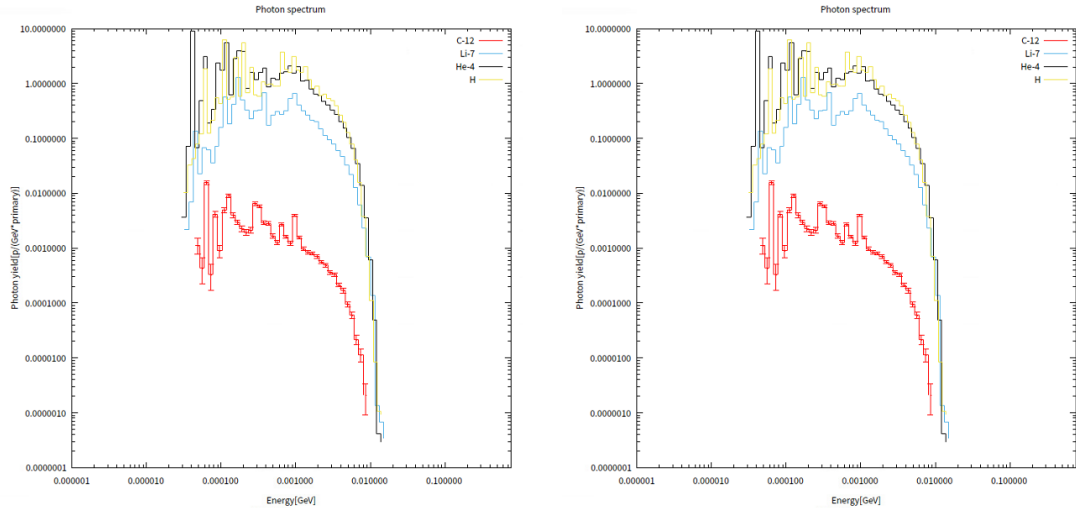 Photon spectrum
Photon yield[p/(GeV*primary)]
10.0000000
1.0000000
0.1000000
0.0100000
0.0010000
0.0001000
0.0000100
0.0000010
0.0000001
C-12
Li-7
He-4
H
0.000001 0.000010 0.000100 0.001000 0.010000 0.100000
Energy[GeV]
Photon spectrum
Photon yield[p/(GeV*primary)]
10.0000000
1.0000000
0.1000000
0.0100000
0.0010000
0.0001000
0.0000100
0.0000010
0.0000001
C-12
Li-7
He-4
H
0.000001 0.000010 0.000100 0.001000 0.010000 0.100000
Energy[GeV]